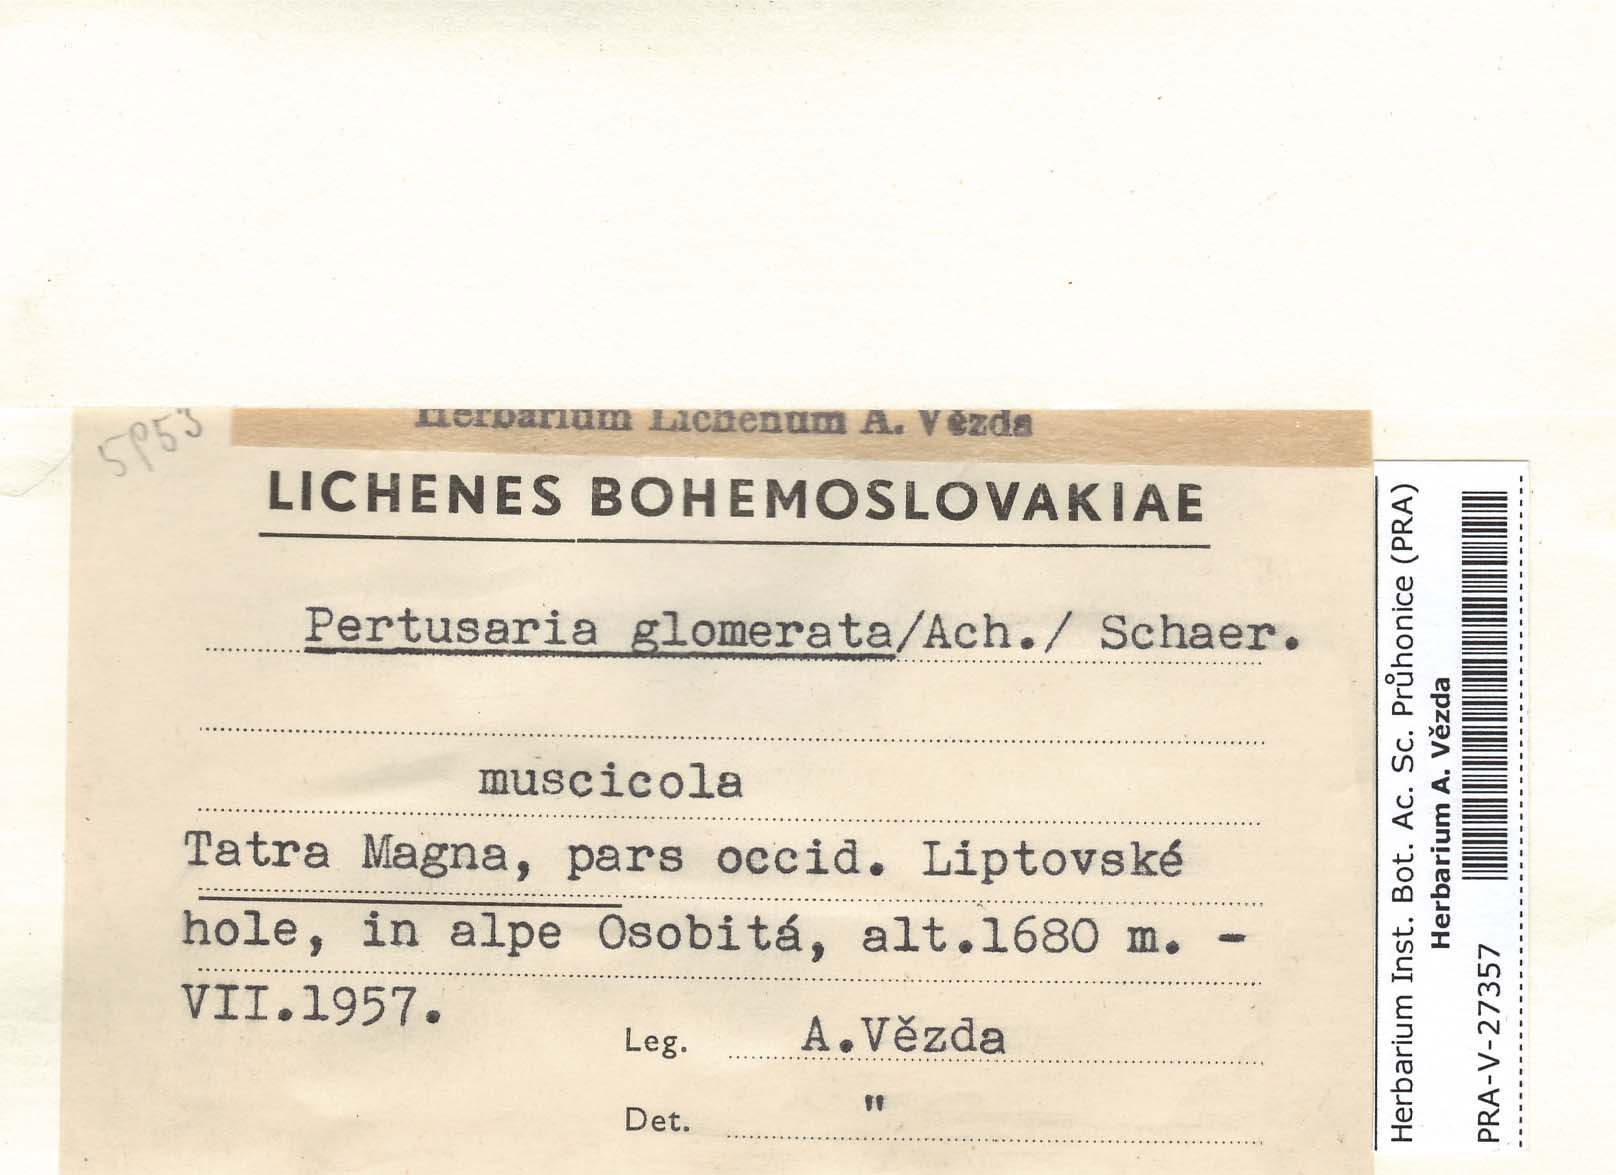 5953
Herbarium Lichenum A. Vězda
LICHENES BOHEMOSLOVAKIAE
Pertusaria glomerata/Ach./ Schaer.
muscicola
Tatra Magna, pars occid. Liptovské
hole, in alpe Osobitá, alt.1680 m. -
VII.1957.
Leg. A.Vězda
Det. "
Herbarium Inst. Bot. Ac. Sc. Průhonice (PRA)
Herbarium A. Vězda
PRA-V-27357